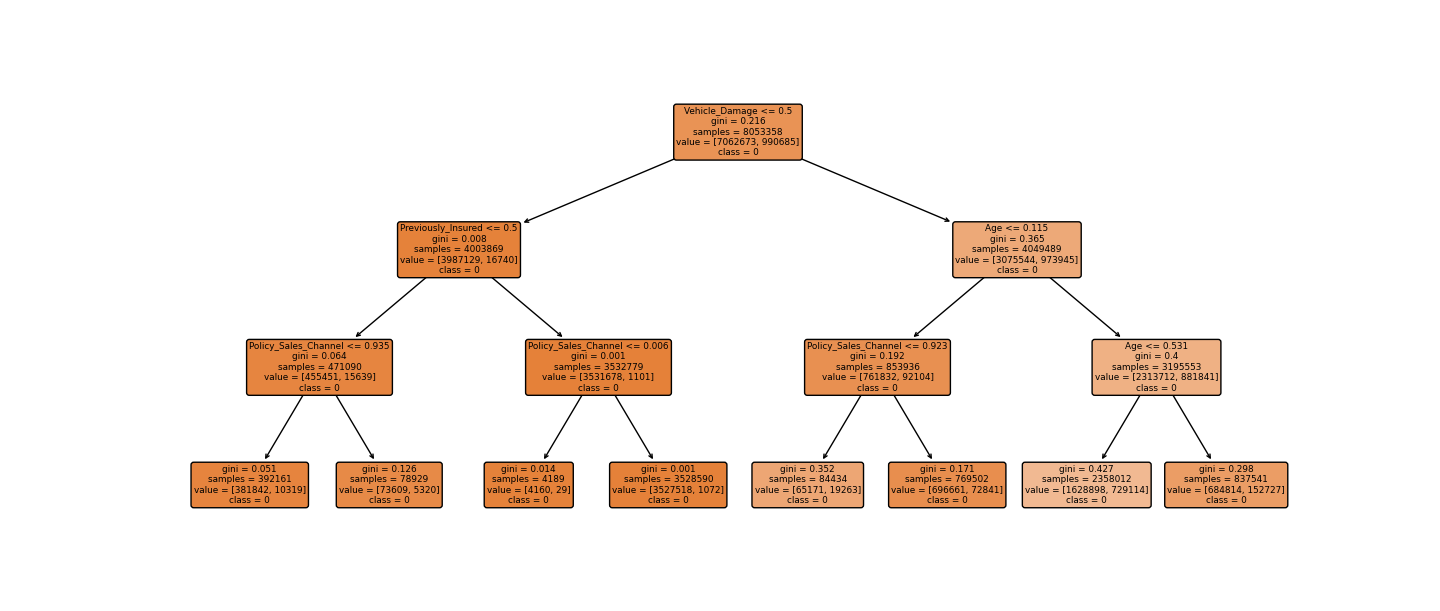 Vehicle_Damage <= 0.5
gini = 0.216
samples = 8053358
value = [7062673, 990685]
class = 0
Previously_Insured <= 0.5
gini = 0.008
samples = 4003869
value = [3987129, 16740]
class = 0
Age <= 0.115
gini = 0.365
samples = 4049489
value = [3075544, 973945]
class = 0
Policy_Sales_Channel <= 0.935
gini = 0.064
samples = 471090
value = [455451, 15639]
class = 0
Policy_Sales_Channel <= 0.006
gini = 0.001
samples = 3532779
value = [3531678, 1101]
class = 0
Policy_Sales_Channel <= 0.923
gini = 0.192
samples = 853936
value = [761832, 92104]
class = 0
Age <= 0.531
gini = 0.4
samples = 3195553
value = [2313712, 881841]
class = 0
gini = 0.051
samples = 392161
value = [381842, 10319]
class = 0
gini = 0.126
samples = 78929
value = [73609, 5320]
class = 0
gini = 0.014
samples = 4189
value = [4160, 29]
class = 0
gini = 0.001
samples = 3528590
value = [3527518, 1072]
class = 0
gini = 0.352
samples = 84434
value = [65171, 19263]
class = 0
gini = 0.171
samples = 769502
value = [696661, 72841]
class = 0
gini = 0.427
samples = 2358012
value = [1628898, 729114]
class = 0
gini = 0.298
samples = 837541
value = [684814, 152727]
class = 0